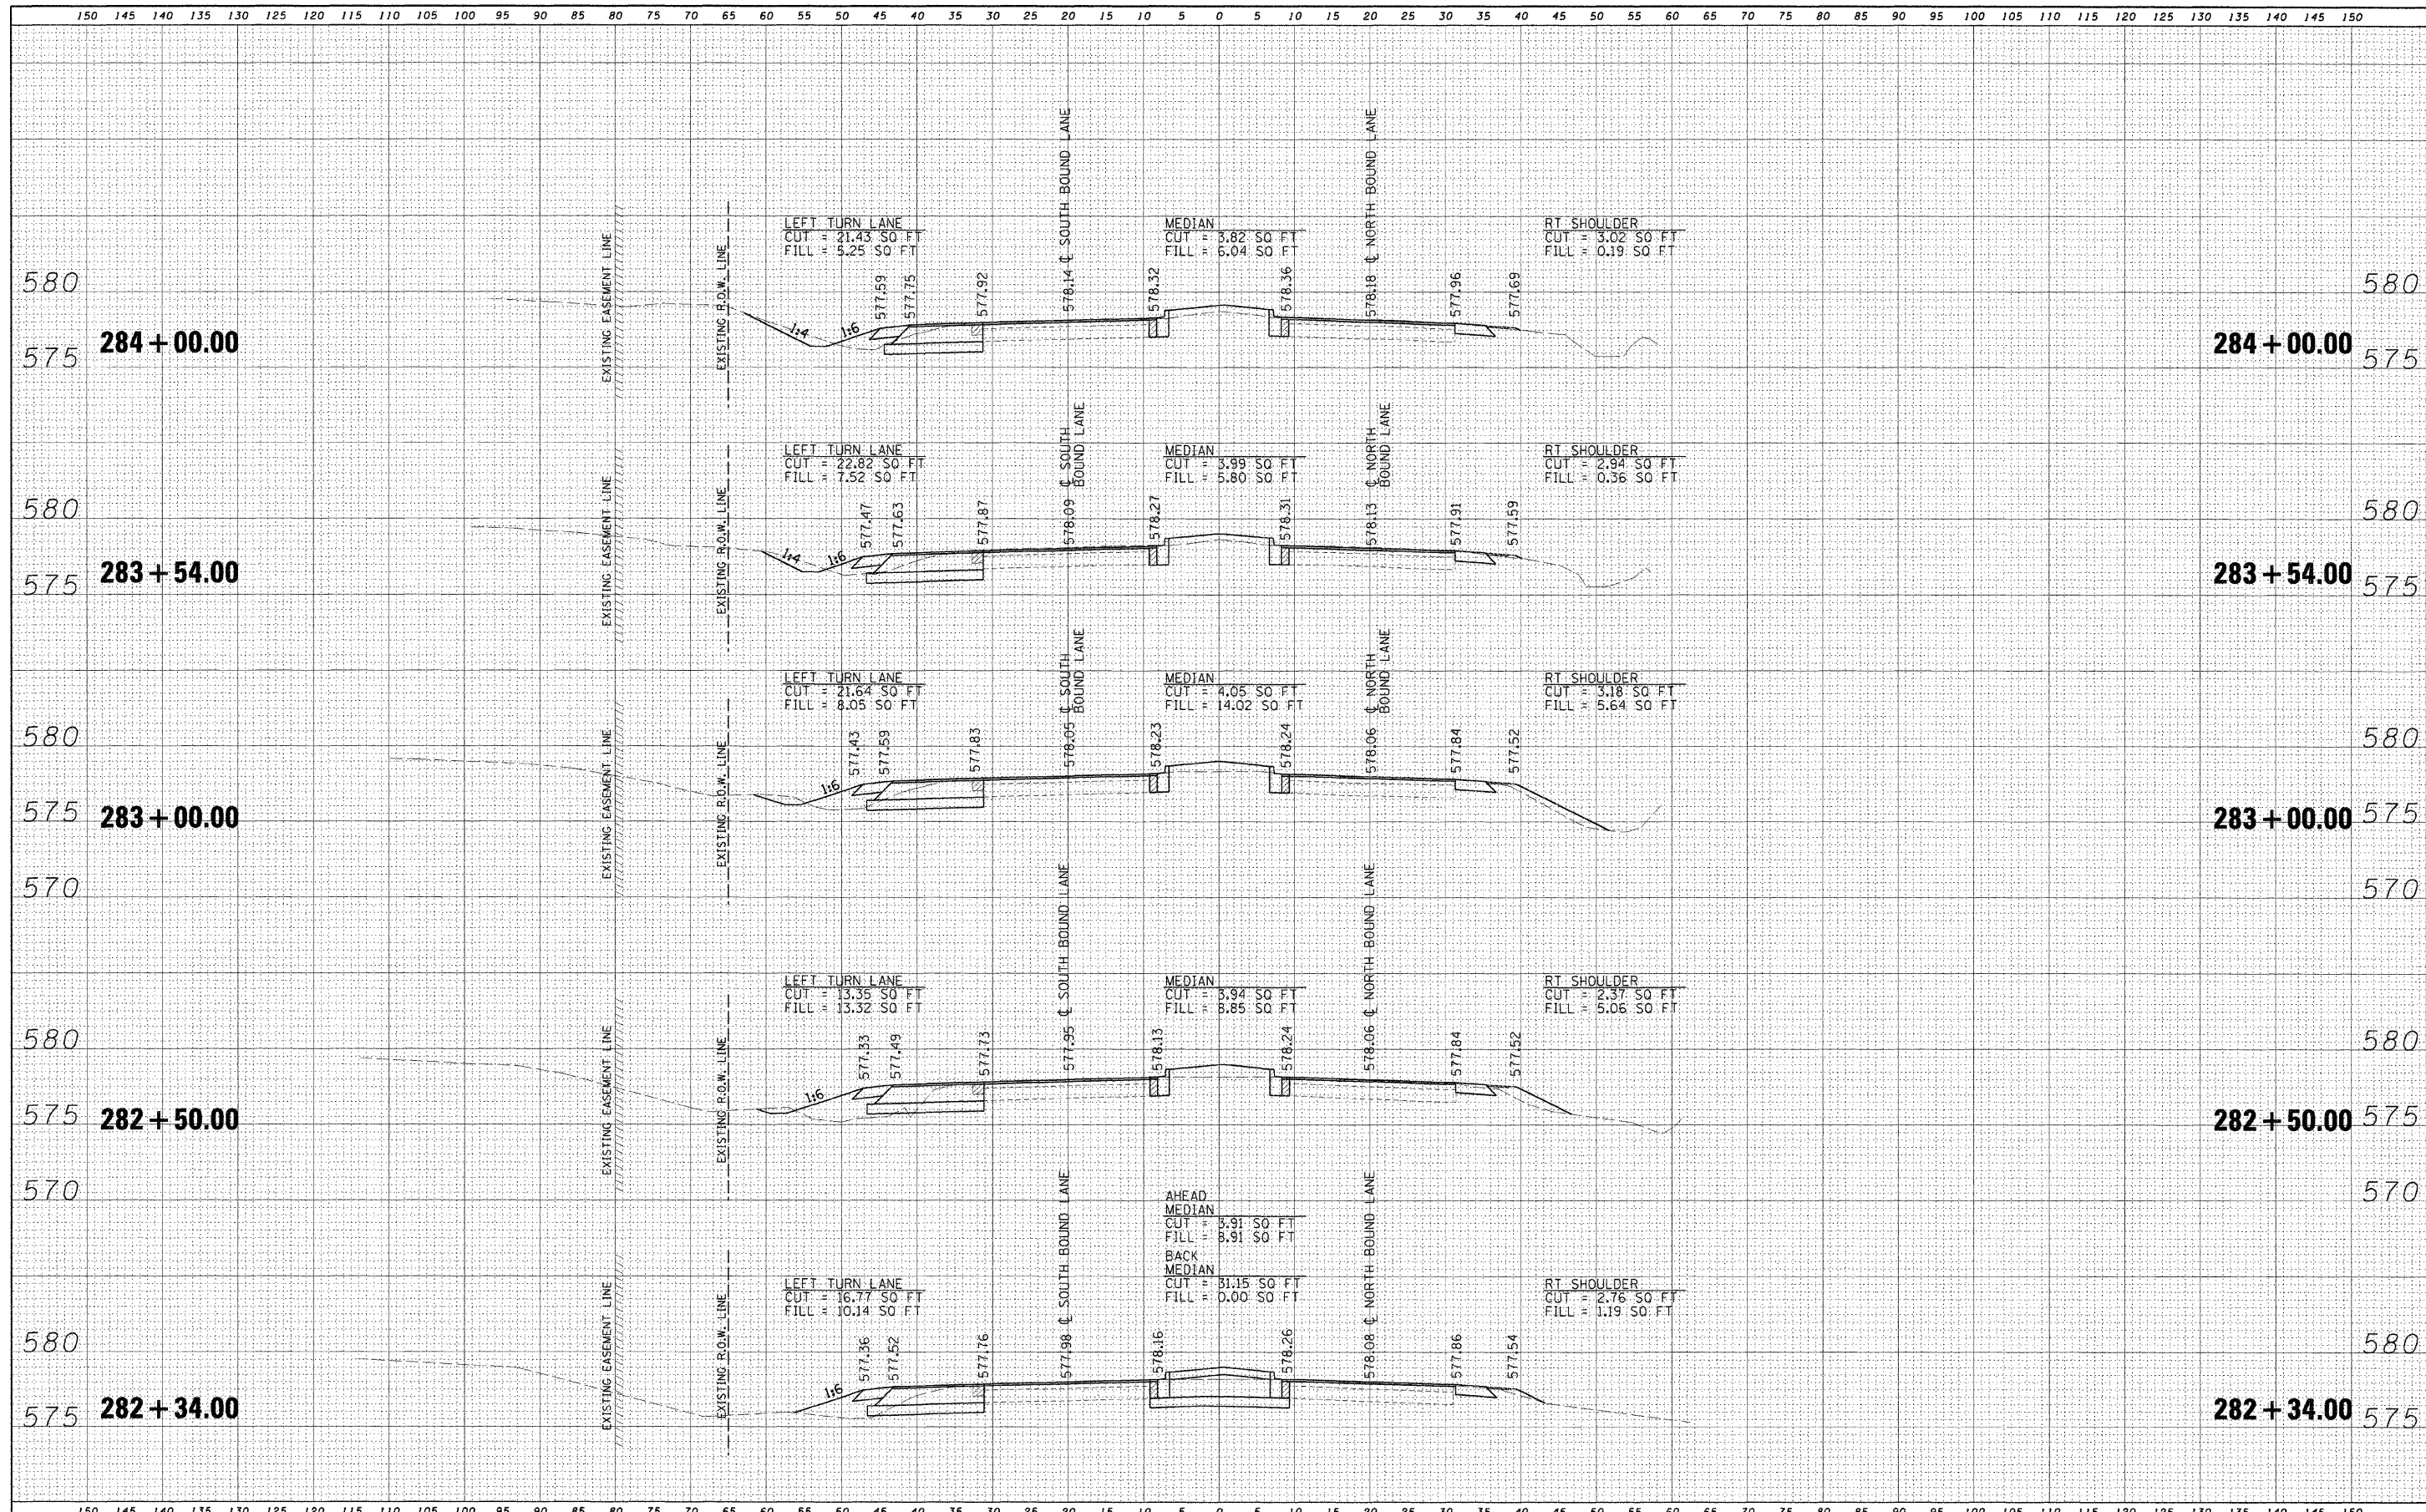 150 145 140 135 130 125 120 115 110 105 100 95 90 85 80 75 70 65 60 55 50 45 40 35 30 25 20 15 10 5 0 5 10 15 20 25 30 35 40 45 50 55 60 65 70 75 80 85 90 95 100 105 110 115 120 125 130 135 140 145 150
EXISTING EASEMENT LINE
EXISTING R.O.W. LINE
LEFT TURN LANE
CUT = 21.43 SQ FT
FILL = 5.25 SQ FT
MEDIAN
CUT = 3.82 SQ FT
FILL = 6.04 SQ FT
RT SHOULDER
CUT = 3.02 SQ FT
FILL = 0.19 SQ FT
577.59
577.75
577.92
578.14 ℄ SOUTH BOUND LANE
578.32
578.36
578.18 ℄ NORTH BOUND LANE
577.96
577.69
580
580
1:4
1:6
284+00.00
284+00.00
575
575
EXISTING EASEMENT LINE
EXISTING R.O.W. LINE
LEFT TURN LANE
CUT = 22.82 SQ FT
FILL = 7.52 SQ FT
MEDIAN
CUT = 3.99 SQ FT
FILL = 5.80 SQ FT
RT SHOULDER
CUT = 2.94 SQ FT
FILL = 0.36 SQ FT
577.47
577.63
577.87
578.09 ℄ SOUTH
BOUND LANE
578.27
578.31
578.13 ℄ NORTH
BOUND LANE
577.91
577.59
580
580
1:4
1:6
283+54.00
283+54.00
575
575
EXISTING EASEMENT LINE
EXISTING R.O.W. LINE
LEFT TURN LANE
CUT = 21.64 SQ FT
FILL = 8.05 SQ FT
MEDIAN
CUT = 4.05 SQ FT
FILL = 14.02 SQ FT
RT SHOULDER
CUT = 3.18 SQ FT
FILL = 5.64 SQ FT
577.43
577.59
577.83
578.05 ℄ SOUTH
BOUND LANE
578.23
578.24
578.06 ℄ NORTH
BOUND LANE
577.84
577.52
580
580
1:6
283+00.00
283+00.00
575
575
570
570
EXISTING EASEMENT LINE
EXISTING R.O.W. LINE
LEFT TURN LANE
CUT = 13.35 SQ FT
FILL = 13.32 SQ FT
MEDIAN
CUT = 3.94 SQ FT
FILL = 8.85 SQ FT
RT SHOULDER
CUT = 2.37 SQ FT
FILL = 5.06 SQ FT
577.33
577.49
577.73
577.95 ℄ SOUTH BOUND LANE
578.13
578.24
578.06 ℄ NORTH BOUND LANE
577.84
577.52
580
580
1:6
282+50.00
282+50.00
575
575
570
570
EXISTING EASEMENT LINE
EXISTING R.O.W. LINE
AHEAD
MEDIAN
CUT = 3.91 SQ FT
FILL = 8.91 SQ FT
BACK
MEDIAN
CUT = 31.15 SQ FT
FILL = 0.00 SQ FT
LEFT TURN LANE
CUT = 16.77 SQ FT
FILL = 10.14 SQ FT
RT SHOULDER
CUT = 2.76 SQ FT
FILL = 1.19 SQ FT
577.36
577.52
577.76
577.98 ℄ SOUTH BOUND LANE
578.16
578.26
578.08 ℄ NORTH BOUND LANE
577.86
577.54
580
580
1:6
282+34.00
282+34.00
575
575
150 145 140 135 130 125 120 115 110 105 100 95 90 85 80 75 70 65 60 55 50 45 40 35 30 25 20 15 10 5 0 5 10 15 20 25 30 35 40 45 50 55 60 65 70 75 80 85 90 95 100 105 110 115 120 125 130 135 140 145 150